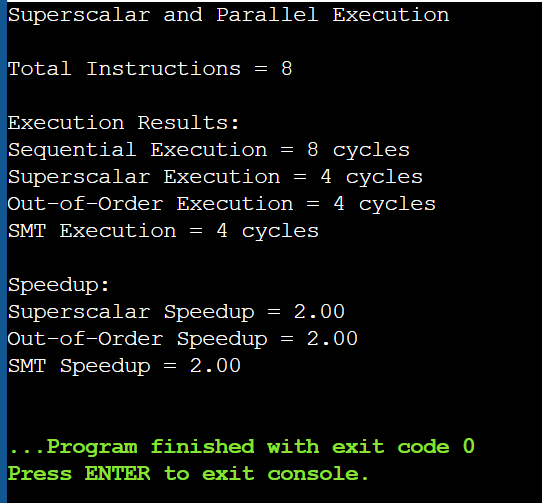 Superscalar and Parallel Execution
Total Instructions = 8
Execution Results:
Sequential Execution = 8 cycles
Superscalar Execution = 4 cycles
Out-of-Order Execution = 4 cycles
SMT Execution = 4 cycles
Speedup:
Superscalar Speedup = 2.00
Out-of-Order Speedup = 2.00
SMT Speedup = 2.00
...Program finished with exit code 0
Press ENTER to exit console.